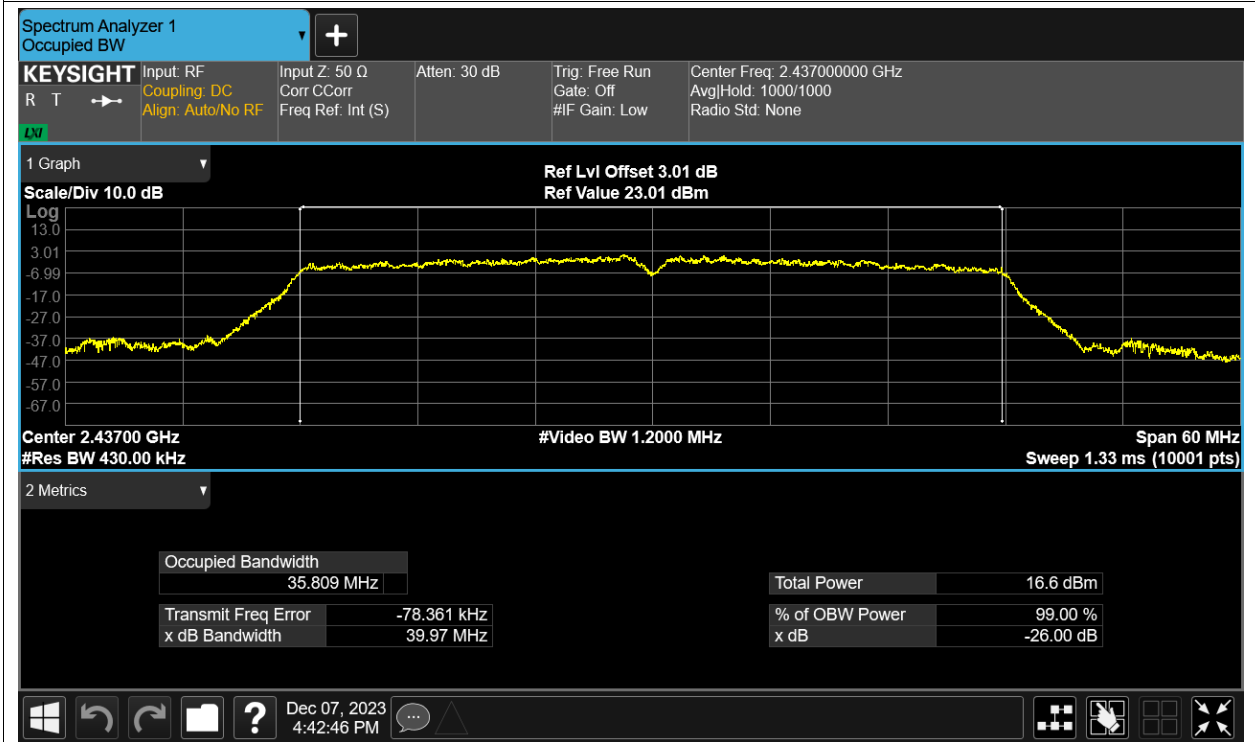 Spectrum Analyzer 1
Occupied BW
KEYSIGHT
R T
LXI
Input: RF
Coupling: DC
Align: Auto/No RF
Input Z: 50 Ω
Corr CCorr
Freq Ref: Int (S)
Atten: 30 dB
Trig: Free Run
Gate: Off
#IF Gain: Low
Center Freq: 2.437000000 GHz
Avg|Hold: 1000/1000
Radio Std: None
1 Graph
Scale/Div 10.0 dB
Ref Lvl Offset 3.01 dB
Ref Value 23.01 dBm
Log
13.0
3.01
-6.99
-17.0
-27.0
-37.0
-47.0
-57.0
-67.0
Center 2.43700 GHz
#Video BW 1.2000 MHz
Span 60 MHz
#Res BW 430.00 kHz
Sweep 1.33 ms (10001 pts)
2 Metrics
Occupied Bandwidth
35.809 MHz
Total Power 16.6 dBm
Transmit Freq Error -78.361 kHz
% of OBW Power 99.00 %
x dB Bandwidth 39.97 MHz
x dB -26.00 dB
?
Dec 07, 2023
4:42:46 PM